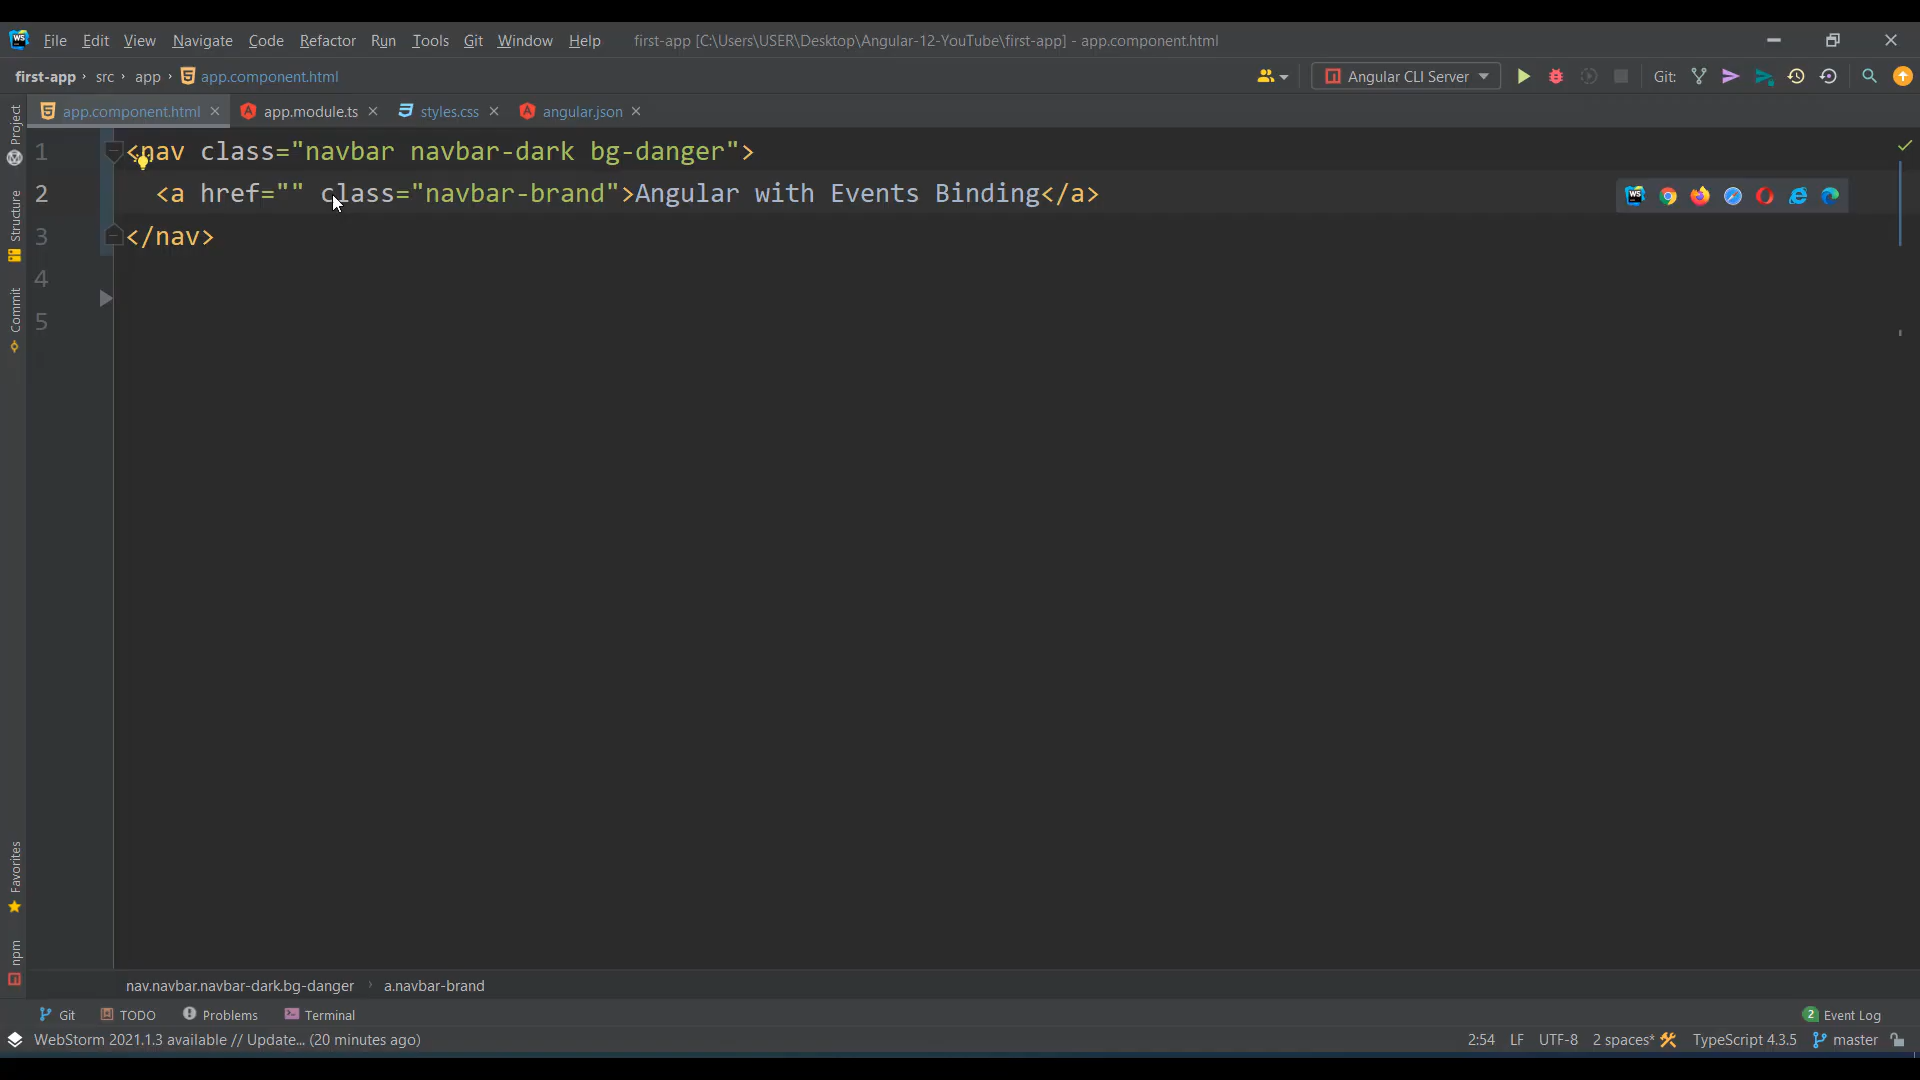 File Edit View Navigate Code Refactor Run Tools Git Window Help first-app [C:\Users\USER\Desktop\Angular-12-YouTube\first-app] - app.component.html
first-app › src › app › app.component.html Angular CLI Server Git:
app.component.html app.module.ts styles.css angular.json
1 <nav class="navbar navbar-dark bg-danger">
2 <a href="" class="navbar-brand">Angular with Events Binding</a>
3 </nav>
4
5
Project
Structure
Commit
Favorites
npm
nav.navbar.navbar-dark.bg-danger › a.navbar-brand
Git TODO Problems Terminal 2 Event Log
WebStorm 2021.1.3 available // Update... (20 minutes ago) 2:54 LF UTF-8 2 spaces* TypeScript 4.3.5 master